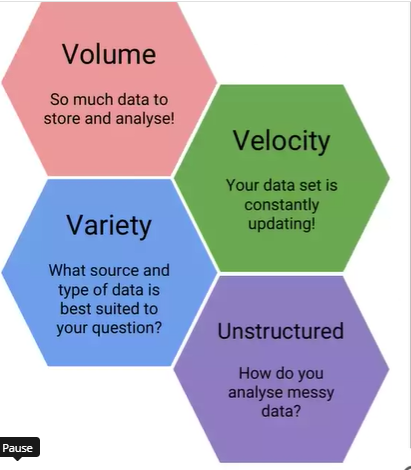 Volume
So much data to
store and analyse!
Velocity
Your data set is
constantly
updating!
Variety
What source and
type of data is
best suited to
your question?
Unstructured
How do you
analyse messy
data?
Pause